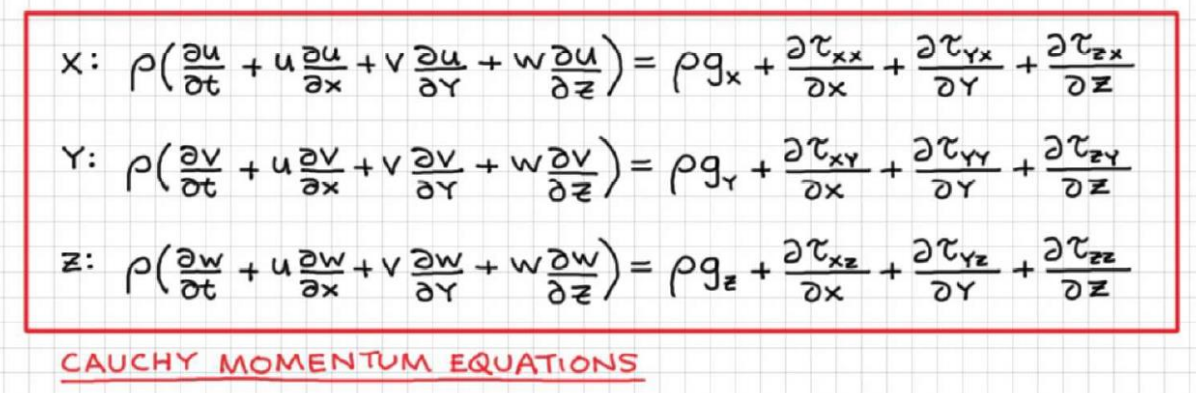 X: ρ(∂u/∂t + u ∂u/∂x + v ∂u/∂Y + w ∂u/∂z) = ρgₓ + ∂τxx/∂x + ∂τYx/∂Y + ∂τzx/∂z
Y: ρ(∂v/∂t + u ∂v/∂x + v ∂v/∂Y + w ∂v/∂z) = ρgY + ∂τxY/∂x + ∂τYY/∂Y + ∂τzY/∂z
Z: ρ(∂w/∂t + u ∂w/∂x + v ∂w/∂Y + w ∂w/∂z) = ρgz + ∂τxz/∂x + ∂τYz/∂Y + ∂τzz/∂z
CAUCHY MOMENTUM EQUATIONS